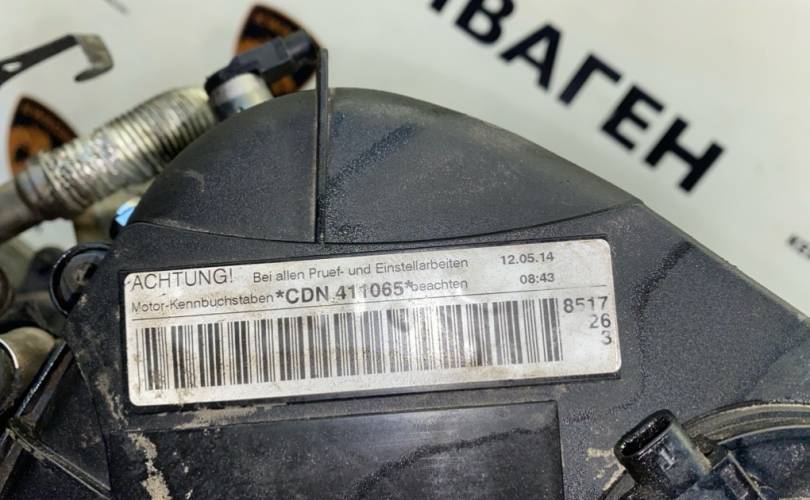 ВАГЕН
ACHTUNG! Bei allen Pruef- und Einstellarbeiten 12.05.14
Motor-Kennbuchstaben *CDN 411065* beachten 08:43
8517
26
3